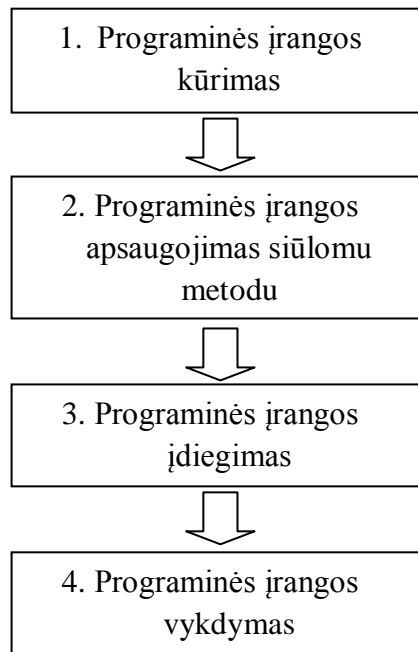 1. Programinės įrangos
kūrimas
2. Programinės įrangos
apsaugojimas siūlomu
metodu
3. Programinės įrangos
įdiegimas
4. Programinės įrangos
vykdymas